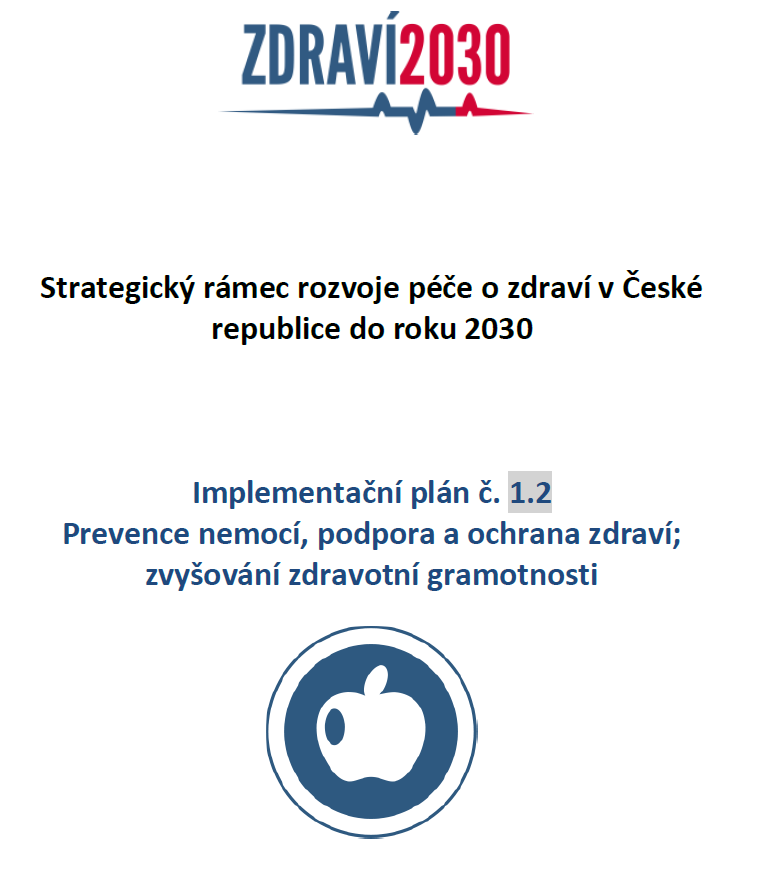 ZDRAVÍ2030
Strategický rámec rozvoje péče o zdraví v České
republice do roku 2030
Implementační plán č. 1.2
Prevence nemocí, podpora a ochrana zdraví;
zvyšování zdravotní gramotnosti